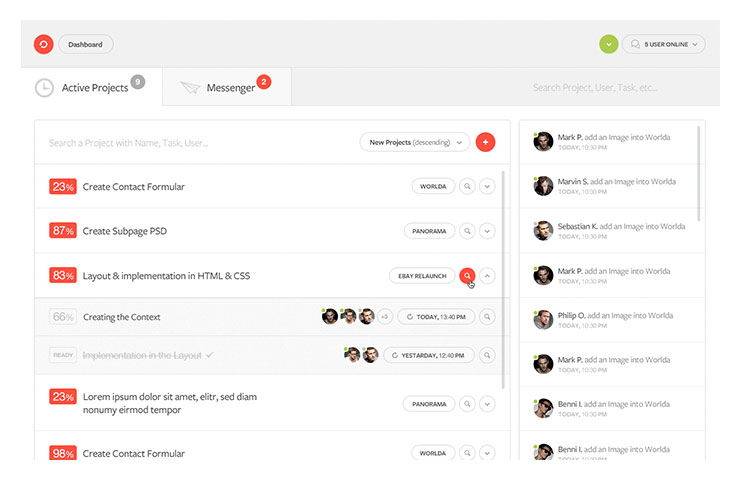 Dashboard
5 USER ONLINE
Active Projects 9
Messenger 2
Search Project, User, Task, etc...
Search a Project with Name, Task, User...
New Projects (descending)
+
23% Create Contact Formular WORLDA
87% Create Subpage PSD PANORAMA
83% Layout & implementation in HTML & CSS EBAY RELAUNCH
66% Creating the Context +3 TODAY, 13:40 PM
READY Implementation in the Layout YESTARDAY, 12:40 PM
23% Lorem ipsum dolor sit amet, elitr, sed diam
nonumy eirmod tempor
PANORAMA
98% Create Contact Formular WORLDA
Mark P. add an Image into Worlda
TODAY, 10:30 PM
Marvin S. add an Image into Worlda
TODAY, 10:30 PM
Sebastian K. add an Image into Worlda
TODAY, 10:30 PM
Mark P. add an Image into Worlda
TODAY, 10:30 PM
Philip O. add an Image into Worlda
TODAY, 10:30 PM
Mark P. add an Image into Worlda
TODAY, 10:30 PM
Benni I. add an Image into Worlda
TODAY, 10:30 PM
Benni I. add an Image into Worlda
TODAY, 10:30 PM